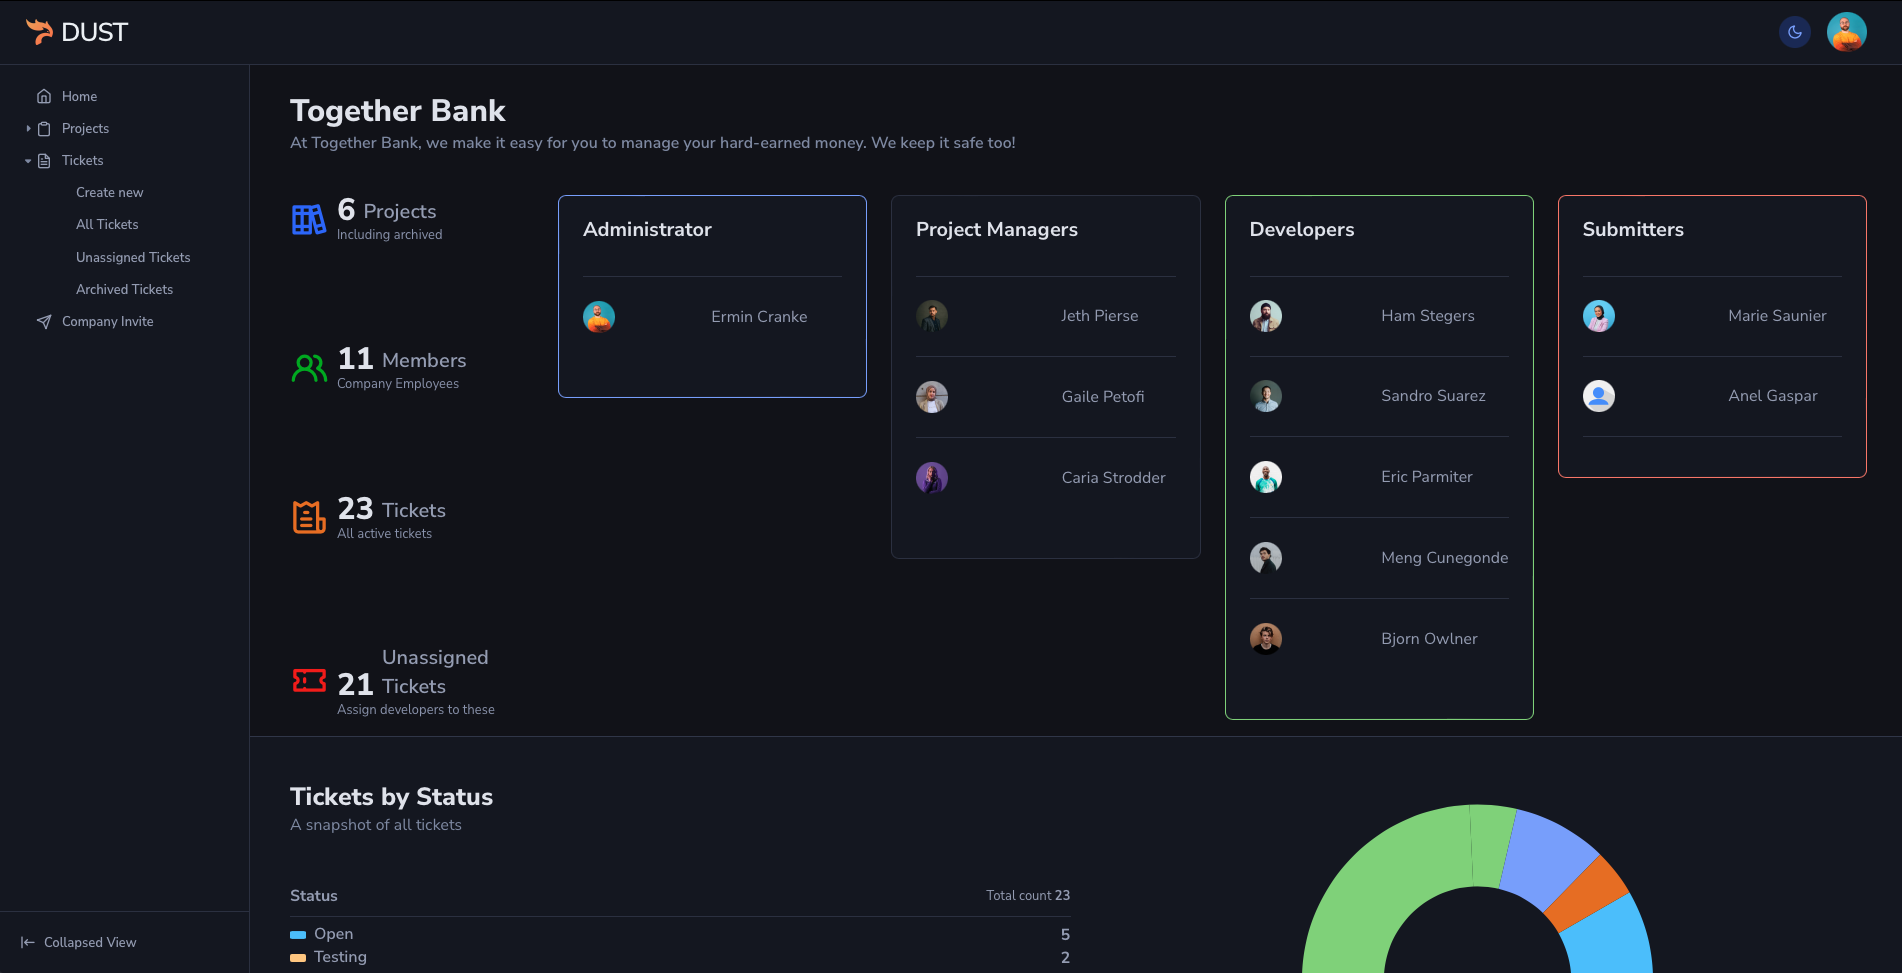 DUST
Home
Projects
Tickets
Create new
All Tickets
Unassigned Tickets
Archived Tickets
Company Invite
Collapsed View
Together Bank
At Together Bank, we make it easy for you to manage your hard-earned money. We keep it safe too!
6 Projects
Including archived
11 Members
Company Employees
23 Tickets
All active tickets
21 Unassigned Tickets
Assign developers to these
Administrator
Ermin Cranke
Project Managers
Jeth Pierse
Gaile Petofi
Caria Strodder
Developers
Ham Stegers
Sandro Suarez
Eric Parmiter
Meng Cunegonde
Bjorn Owlner
Submitters
Marie Saunier
Anel Gaspar
Tickets by Status
A snapshot of all tickets
Status Total count 23
Open 5
Testing 2